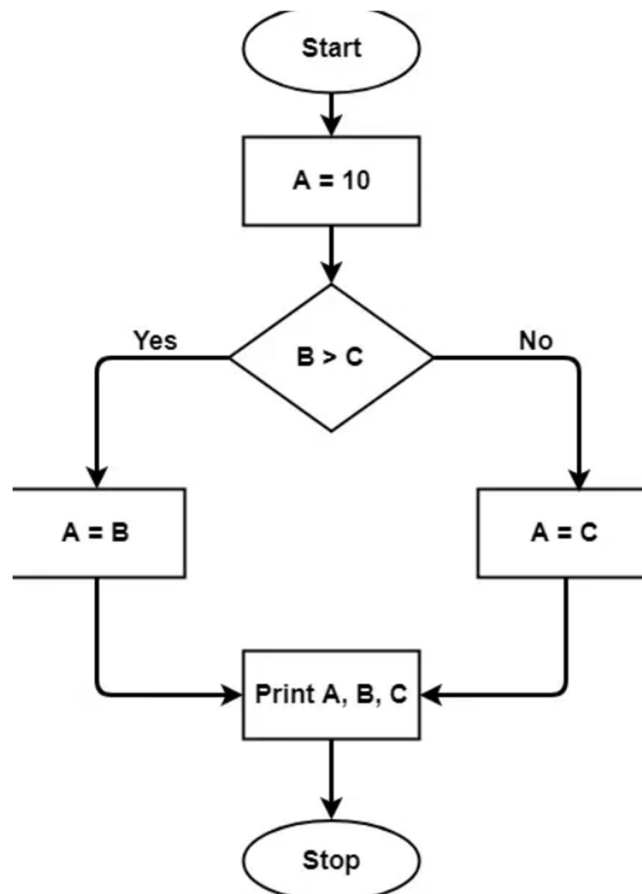 Start
A = 10
B > C
Yes
No
A = B
A = C
Print A, B, C
Stop